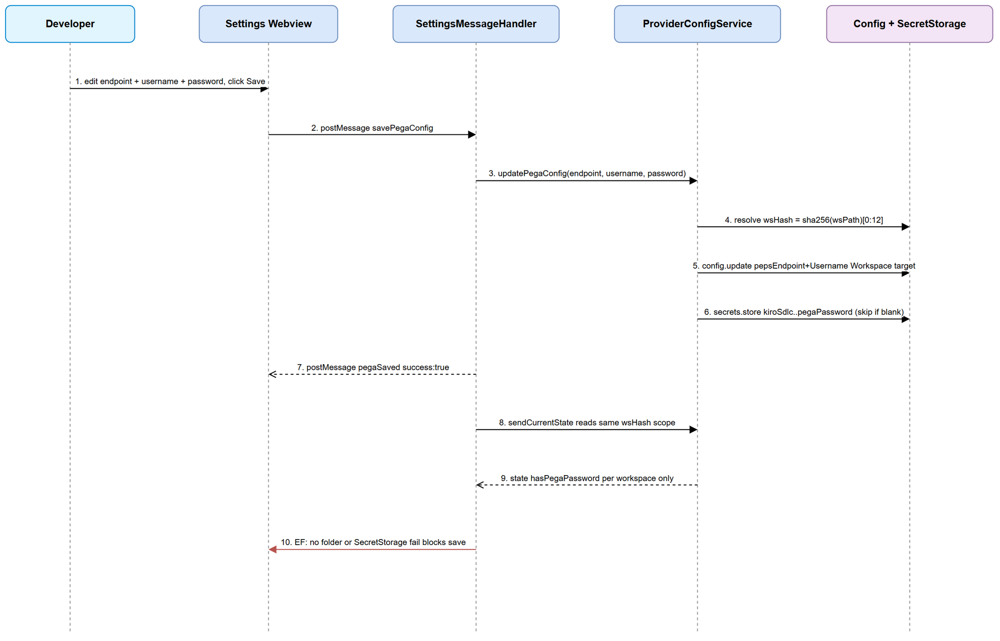 Developer
Settings Webview
SettingsMessageHandler
ProviderConfigService
Config + SecretStorage
1. edit endpoint + username + password, click Save
2. postMessage savePegaConfig
3. updatePegaConfig(endpoint, username, password)
4. resolve wsHash = sha256(wsPath)[0:12]
5. config.update pepsEndpoint+Username Workspace target
6. secrets.store kiroSdlc..pegaPassword (skip if blank)
7. postMessage pegaSaved success:true
8. sendCurrentState reads same wsHash scope
9. state hasPegaPassword per workspace only
10. EF: no folder or SecretStorage fail blocks save